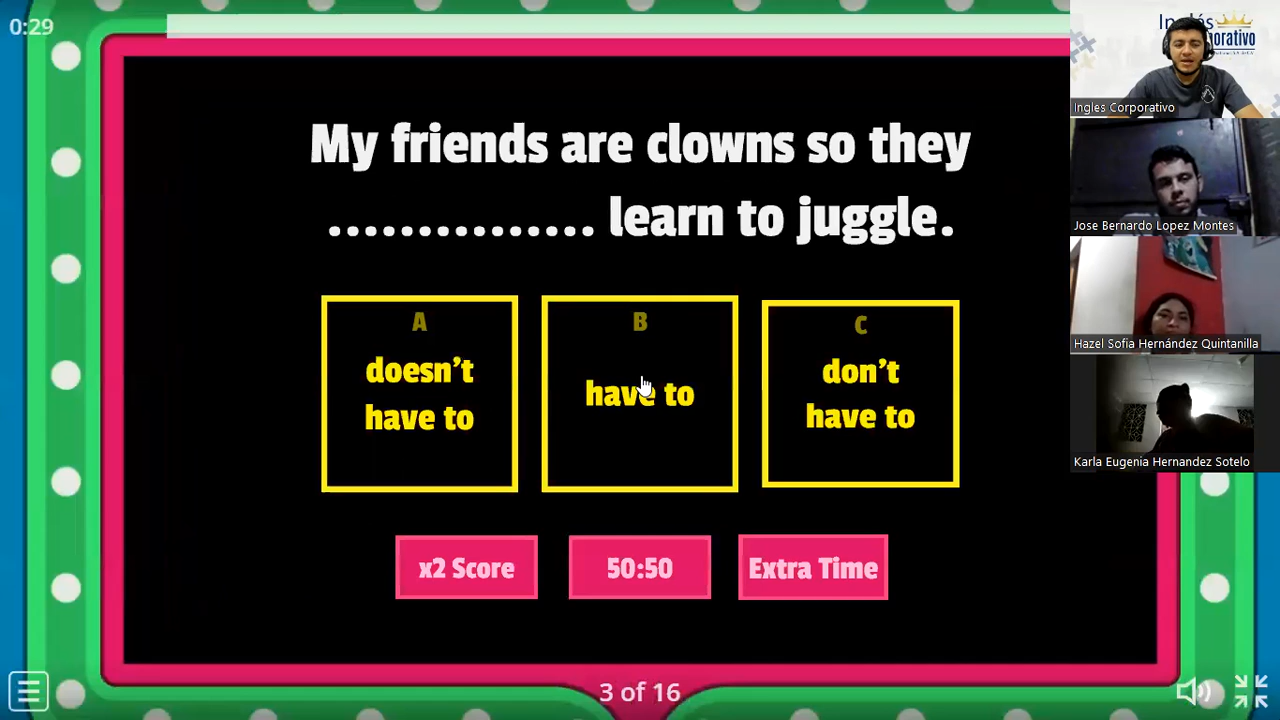 0:29
My friends are clowns so they
............... learn to juggle.
A
doesn't
have to
B
have to
C
don't
have to
x2 Score
50:50
Extra Time
3 of 16
Ingles Corporativo
Jose Bernardo Lopez Montes
Hazel Sofia Hernández Quintanilla
Karla Eugenia Hernandez Sotelo